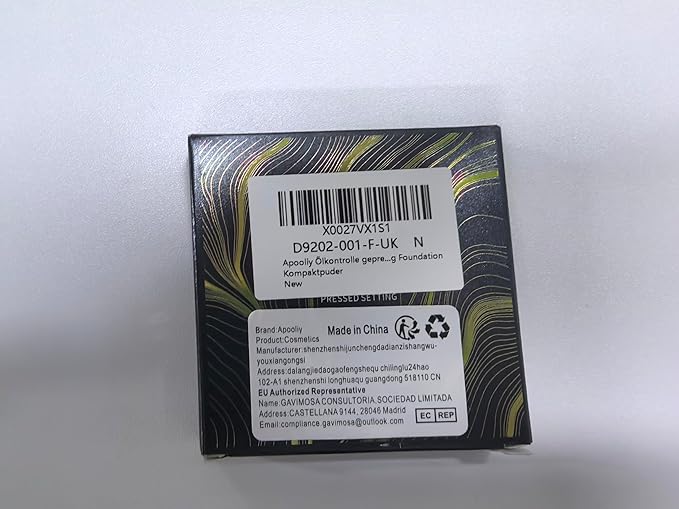 X0027VX1S1
D9202-001-F-UK N
Apooliy Ölkontrolle gepre...g Foundation
Kompaktpuder
New
PRESSED SETTING
Brand:Apooliy
Product:Cosmetics
Made in China
Manufacturer:shenzhenshijunchengdadianzishangwu-
youxiangongsi
Address:dalangjiedaogaofengshequ chilinglu24hao
102-A1 shenzhenshi longhuaqu guangdong 518110 CN
EU Authorized Representative
Name:GAVIMOSA CONSULTORIA,SOCIEDAD LIMITADA
Address:CASTELLANA 9144, 28046 Madrid
Email:compliance.gavimosa@outlook.com
EC REP